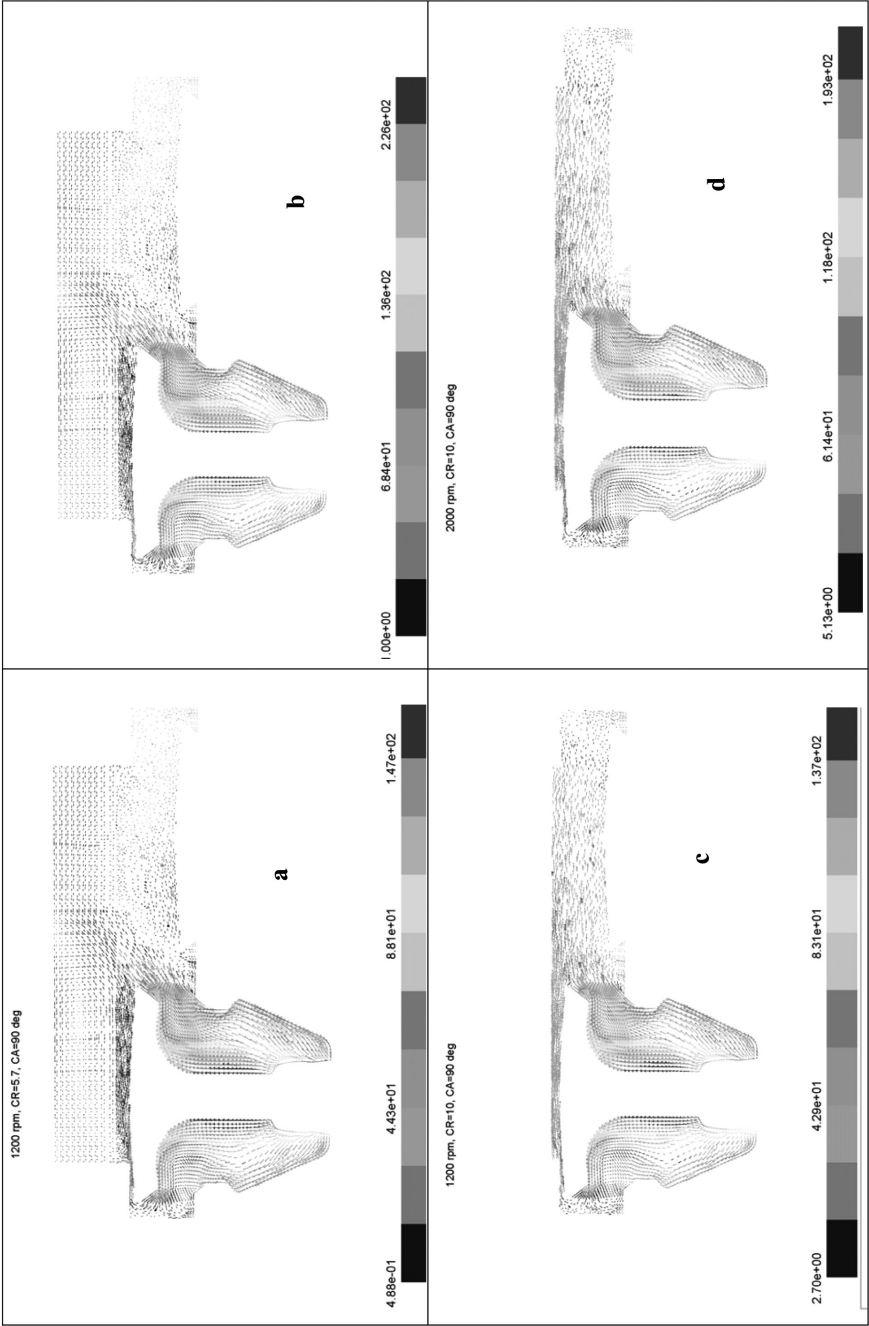 1200 rpm, CR=5.7, CA=90 deg
a
4.88e-01 4.43e+01 8.81e+01 1.47e+02
b
1.00e+00 6.84e+01 1.36e+02 2.26e+02
1200 rpm, CR=10, CA=90 deg
c
2.70e+00 4.29e+01 8.31e+01 1.37e+02
2000 rpm, CR=10, CA=90 deg
d
5.13e+00 6.14e+01 1.18e+02 1.93e+02